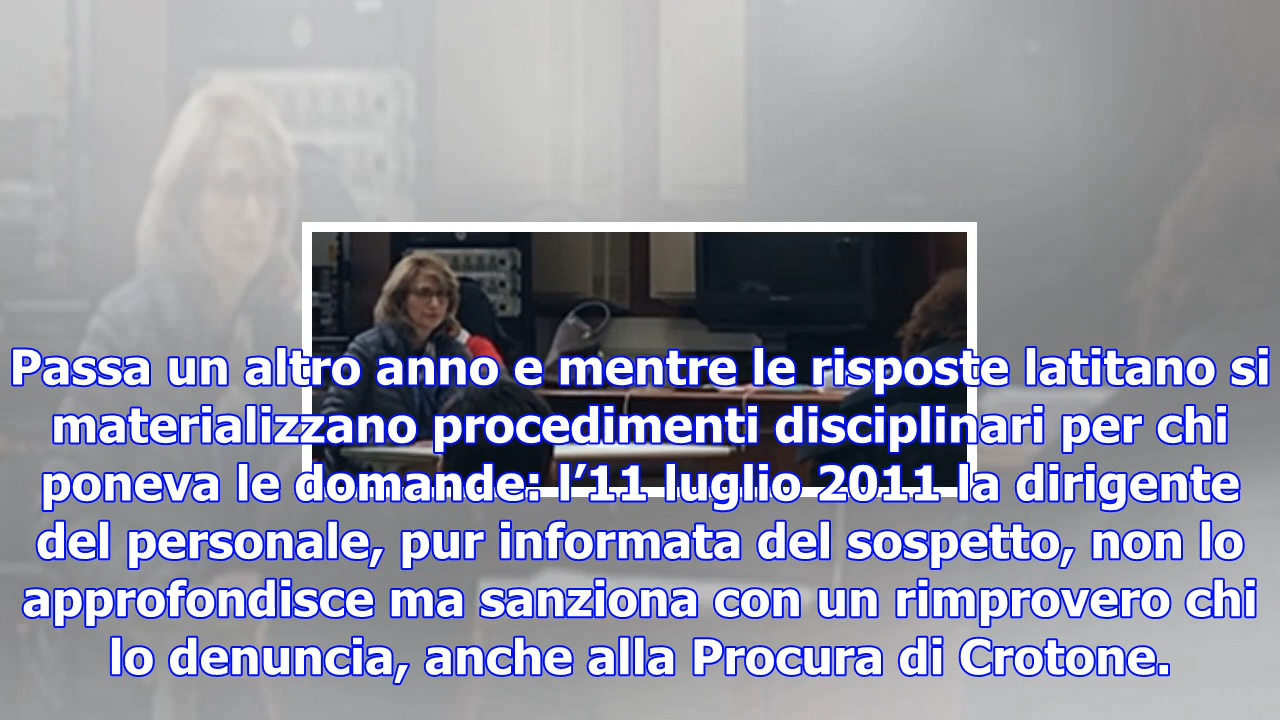 Passa un altro anno e mentre le risposte latitano si
materializzano procedimenti disciplinari per chi
poneva le domande: l’11 luglio 2011 la dirigente
del personale, pur informata del sospetto, non lo
approfondisce ma sanziona con un rimprovero chi
lo denuncia, anche alla Procura di Crotone.